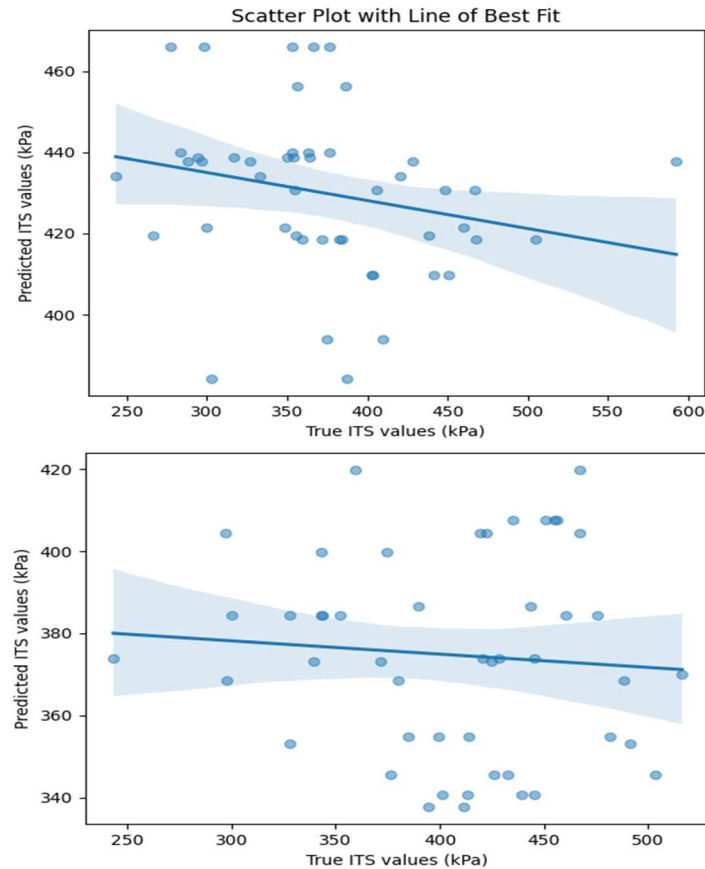 Scatter Plot with Line of Best Fit
Predicted ITS values (kPa)
460
440
420
400
250 300 350 400 450 500 550 600
True ITS values (kPa)
Predicted ITS values (kPa)
420
400
380
360
340
250 300 350 400 450 500
True ITS values (kPa)